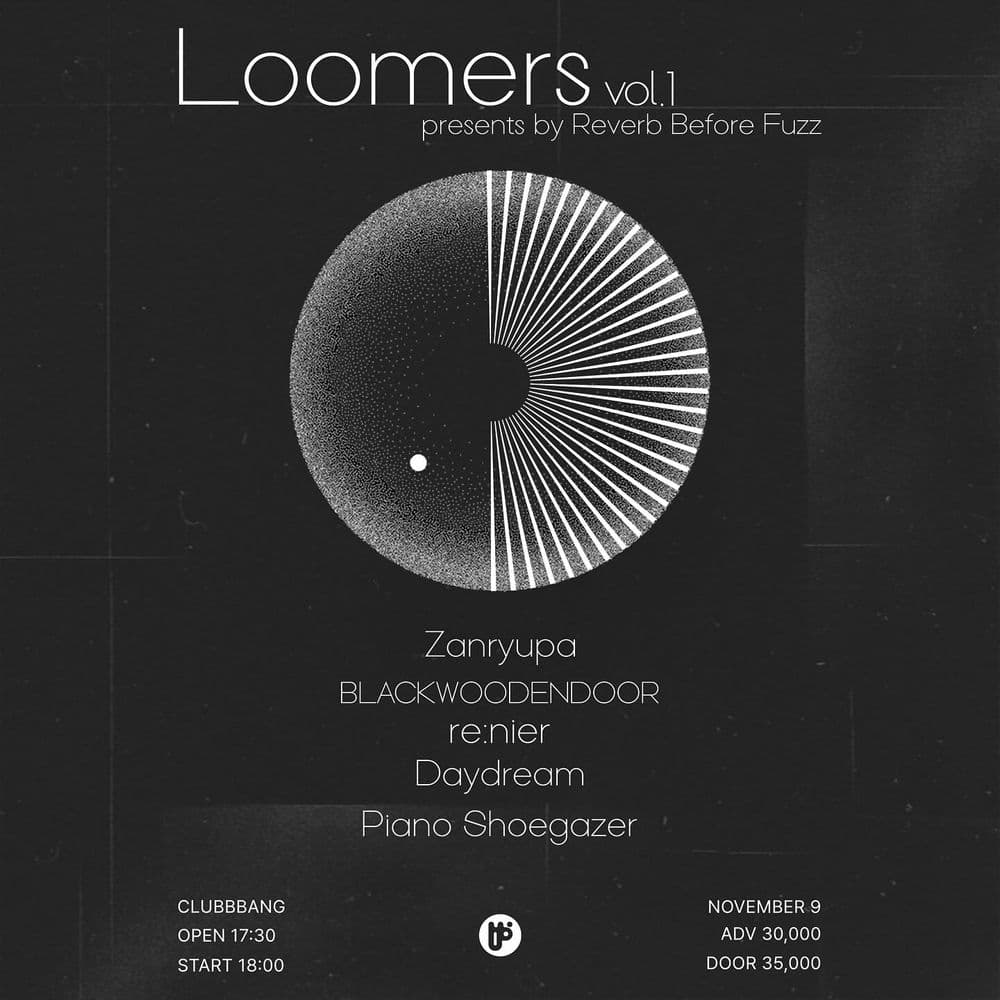 Loomers vol.1
presents by Reverb Before Fuzz
Zanryupa
BLACKWOODENDOOR
re:nier
Daydream
Piano Shoegazer
CLUBBBANG
OPEN 17:30
START 18:00
NOVEMBER 9
ADV 30,000
DOOR 35,000